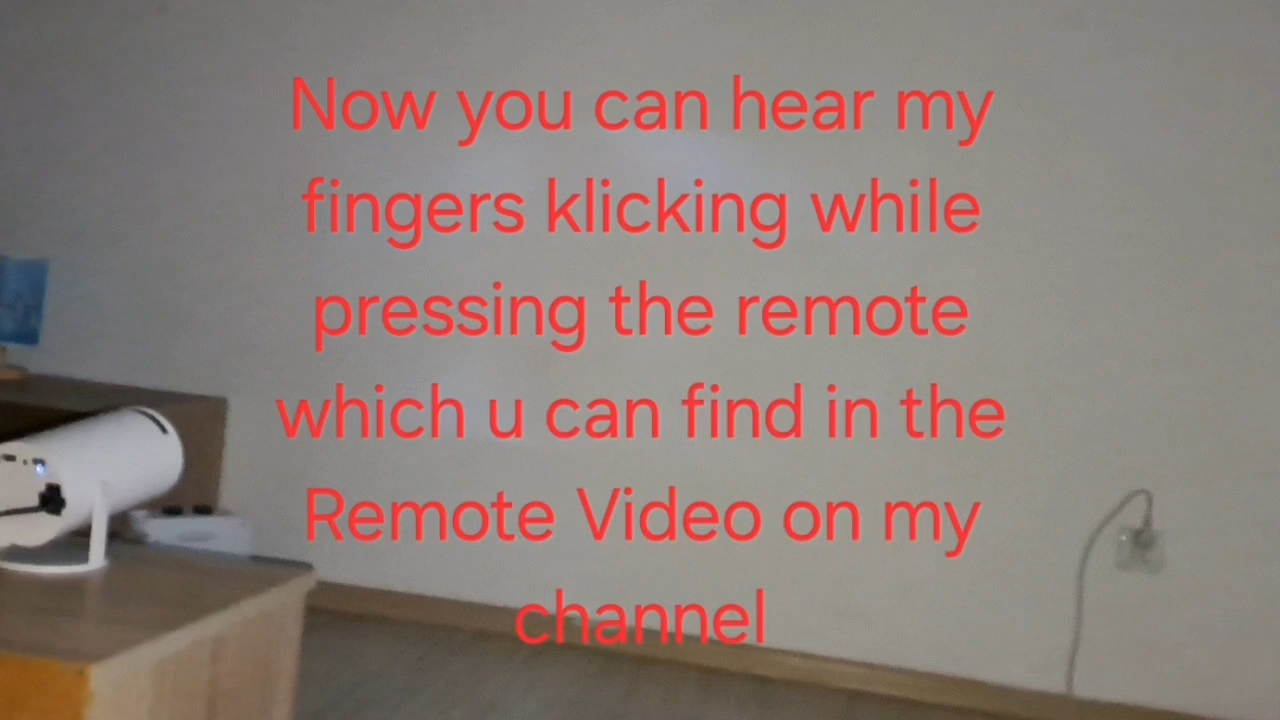 Now you can hear my
fingers klicking while
pressing the remote
which u can find in the
Remote Video on my
channel